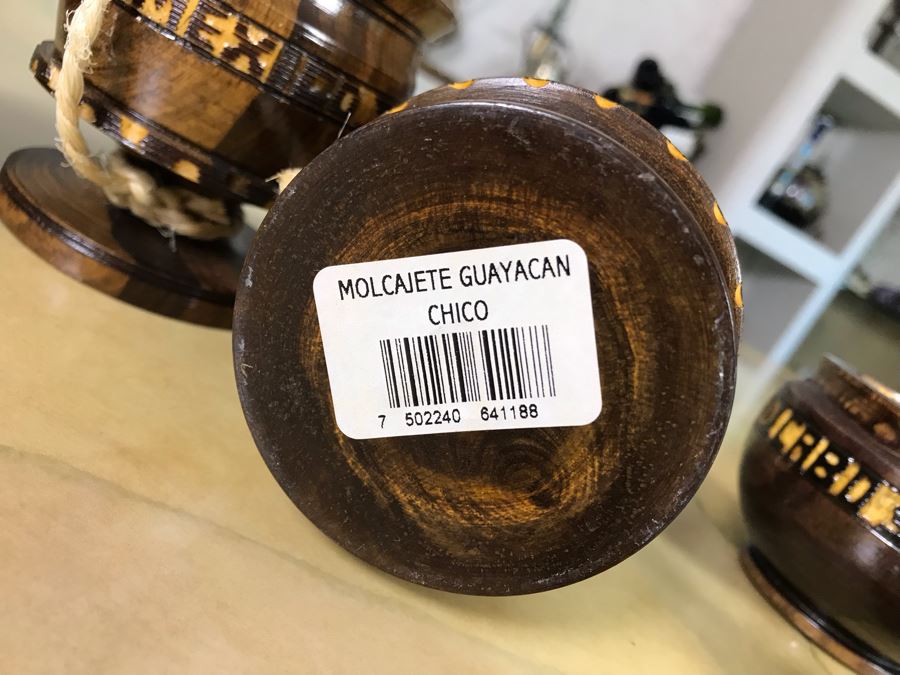 MOLCAJETE GUAYACAN
CHICO
7 502240 641188